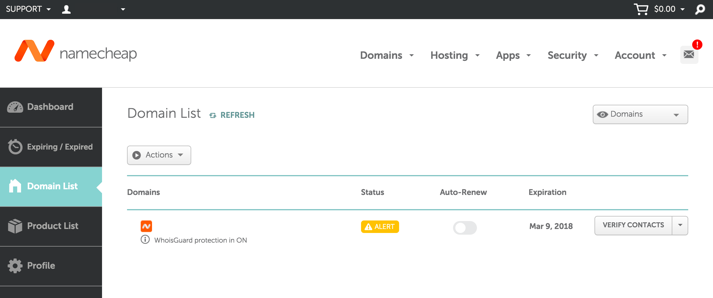 SUPPORT
$0.00
namecheap
Domains Hosting Apps Security Account !
Dashboard
Expiring / Expired
Domain List
Product List
Profile
Domain List REFRESH
Domains
Actions
Domains Status Auto-Renew Expiration
ALERT Mar 9, 2018 VERIFY CONTACTS
WhoisGuard protection in ON